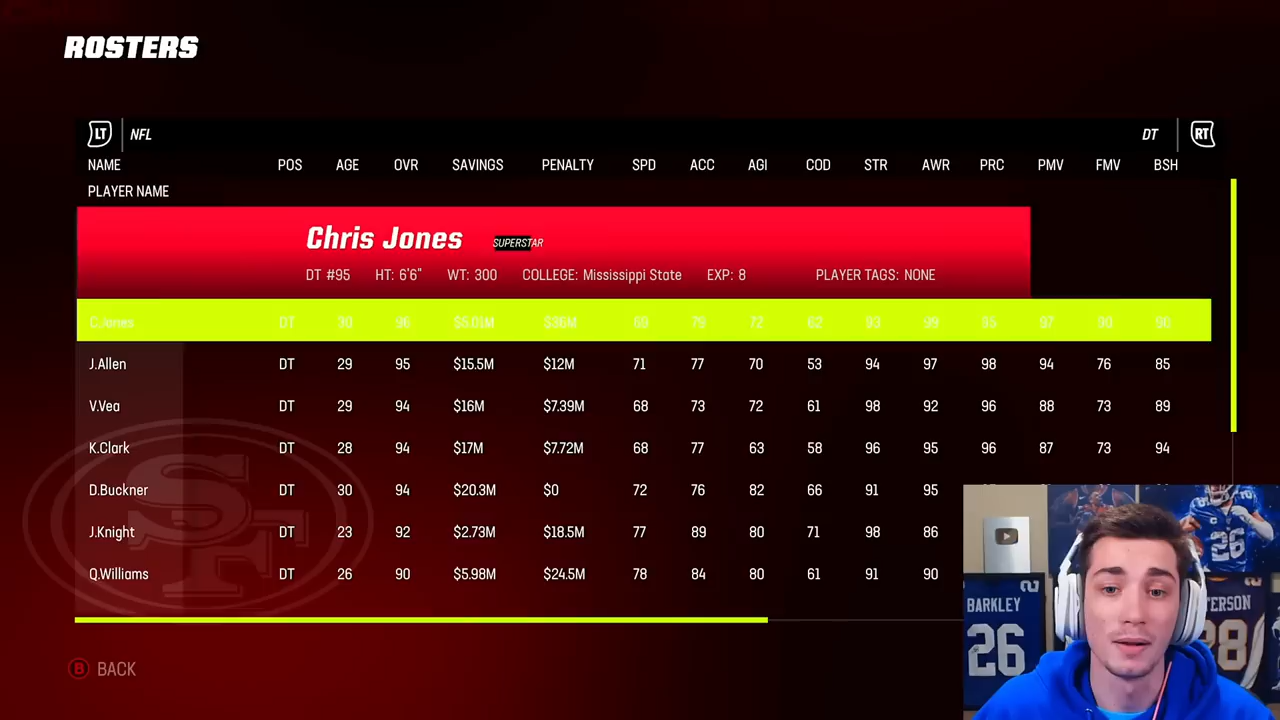 ROSTERS
LT NFL DT RT
NAME POS AGE OVR SAVINGS PENALTY SPD ACC AGI COD STR AWR PRC PMV FMV BSH
PLAYER NAME
Chris Jones SUPERSTAR
DT #95 HT: 6'6" WT: 300 COLLEGE: Mississippi State EXP: 8 PLAYER TAGS: NONE
C.Jones DT 30 96 $5.01M $36M 69 79 72 62 93 99 95 97 90 90
J.Allen DT 29 95 $15.5M $12M 71 77 70 53 94 97 98 94 76 85
V.Vea DT 29 94 $16M $7.39M 68 73 72 61 98 92 96 88 73 89
K.Clark DT 28 94 $17M $7.72M 68 77 63 58 96 95 96 87 73 94
D.Buckner DT 30 94 $20.3M $0 72 76 82 66 91 95
J.Knight DT 23 92 $2.73M $18.5M 77 89 80 71 98 86
Q.Williams DT 26 90 $5.98M $24.5M 78 84 80 61 91 90
SF
26
2
BARKLEY
26
TERSON
28
B BACK